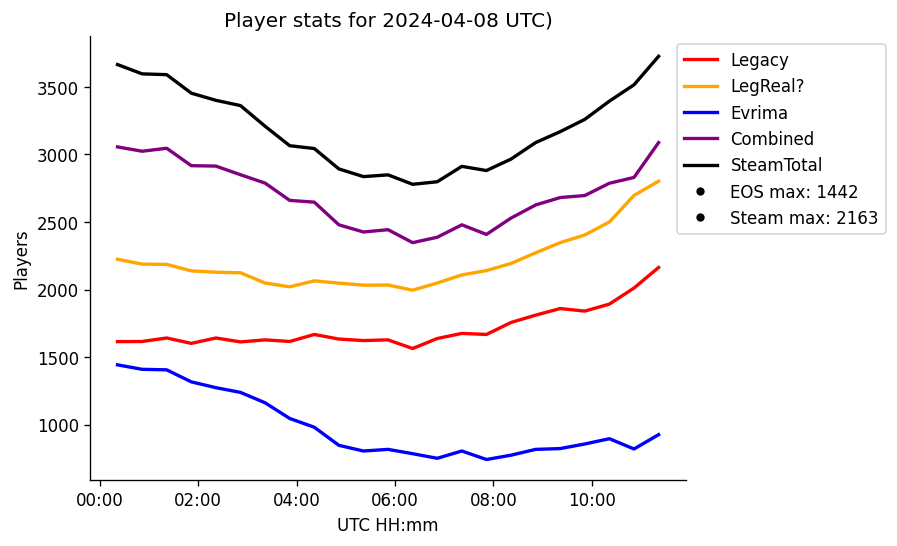 Player stats for 2024-04-08 UTC)
Legacy
LegReal?
Evrima
Combined
SteamTotal
EOS max: 1442
Steam max: 2163
Players
3500
3000
2500
2000
1500
1000
00:00 02:00 04:00 06:00 08:00 10:00
UTC HH:mm